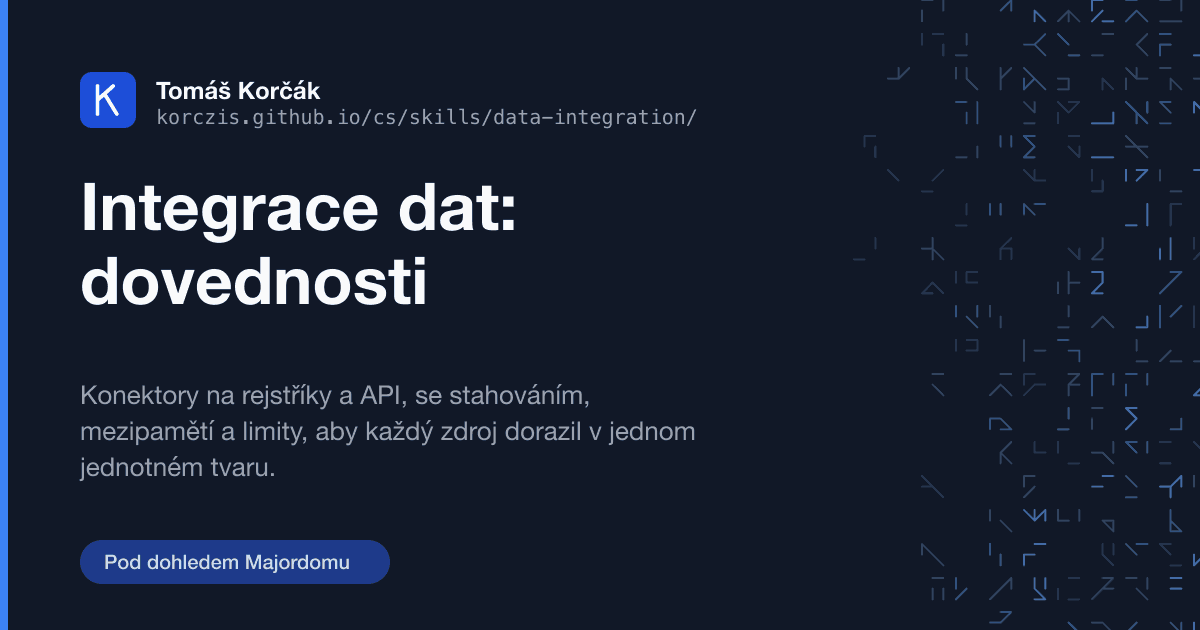 K
Tomáš Korčák
korczis.github.io/cs/skills/data-integration/
Integrace dat:
dovednosti
Konektory na rejstříky a API, se stahováním,
mezipamětí a limity, aby každý zdroj dorazil v jednom
jednotném tvaru.
Pod dohledem Majordomu